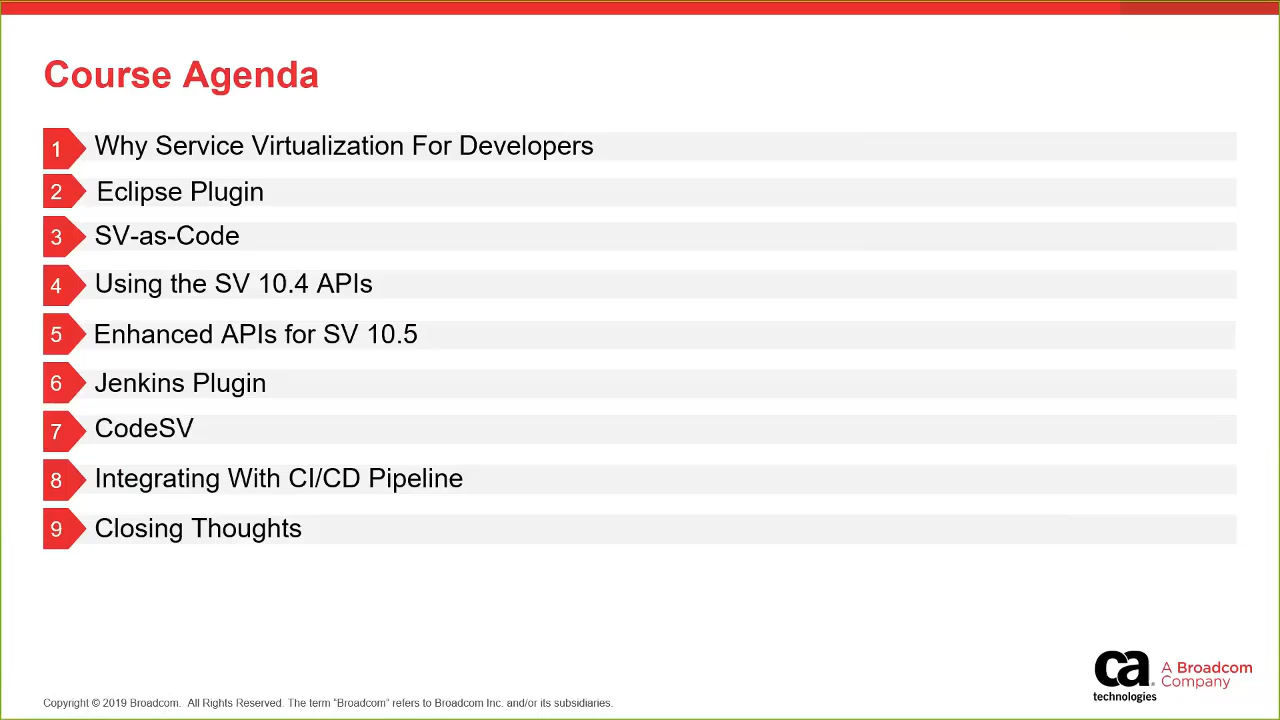 Course Agenda
1 Why Service Virtualization For Developers
2 Eclipse Plugin
3 SV-as-Code
4 Using the SV 10.4 APIs
5 Enhanced APIs for SV 10.5
6 Jenkins Plugin
7 CodeSV
8 Integrating With CI/CD Pipeline
9 Closing Thoughts
ca technologies
A Broadcom
Company
Copyright © 2019 Broadcom. All Rights Reserved. The term "Broadcom" refers to Broadcom Inc. and/or its subsidiaries.